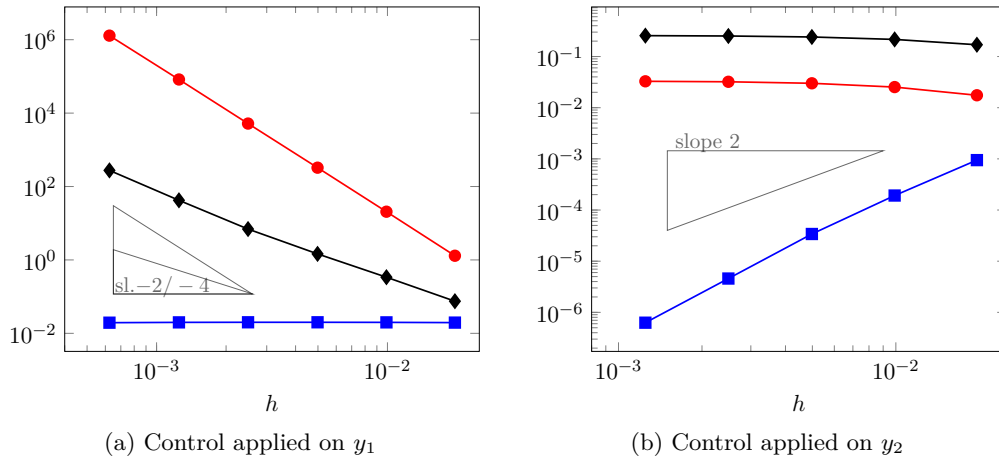 10^6
10^4
10^2
10^0
10^−2
sl.−2/ − 4
10^−3
10^−2
h
(a) Control applied on y_1
10^−1
10^−2
10^−3
10^−4
10^−5
10^−6
slope 2
10^−3
10^−2
h
(b) Control applied on y_2